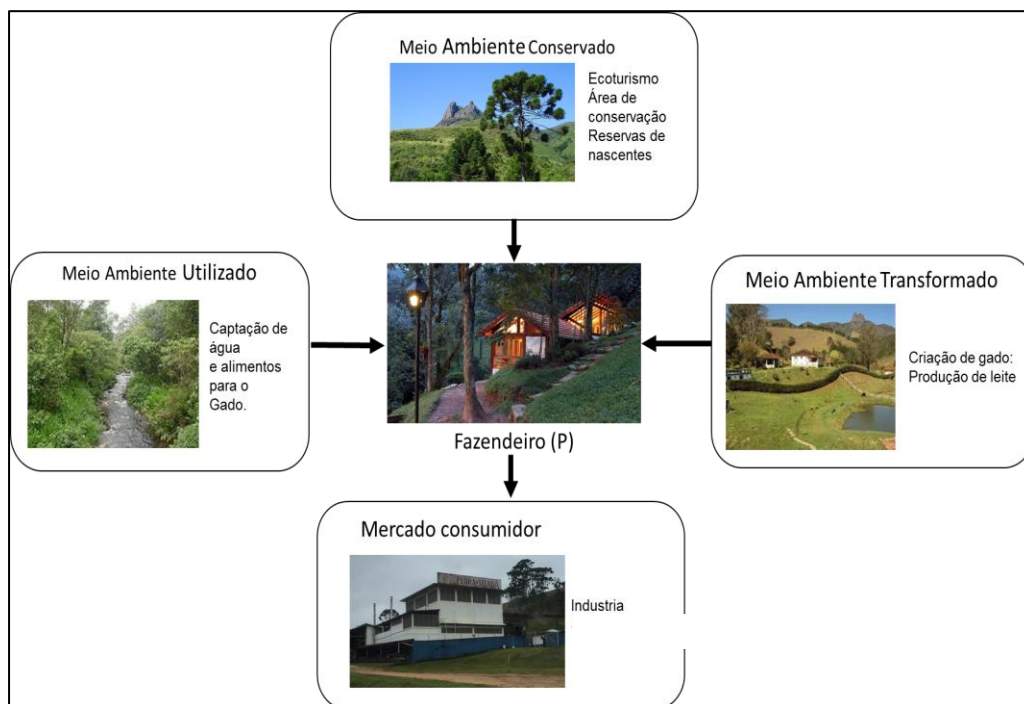 Meio Ambiente Conservado
Ecoturismo
Área de
conservação
Reservas de
nascentes
Meio Ambiente Utilizado
Captação de
água
e alimentos
para o
Gado.
Meio Ambiente Transformado
Criação de gado:
Produção de leite
Fazendeiro (P)
Mercado consumidor
Industria